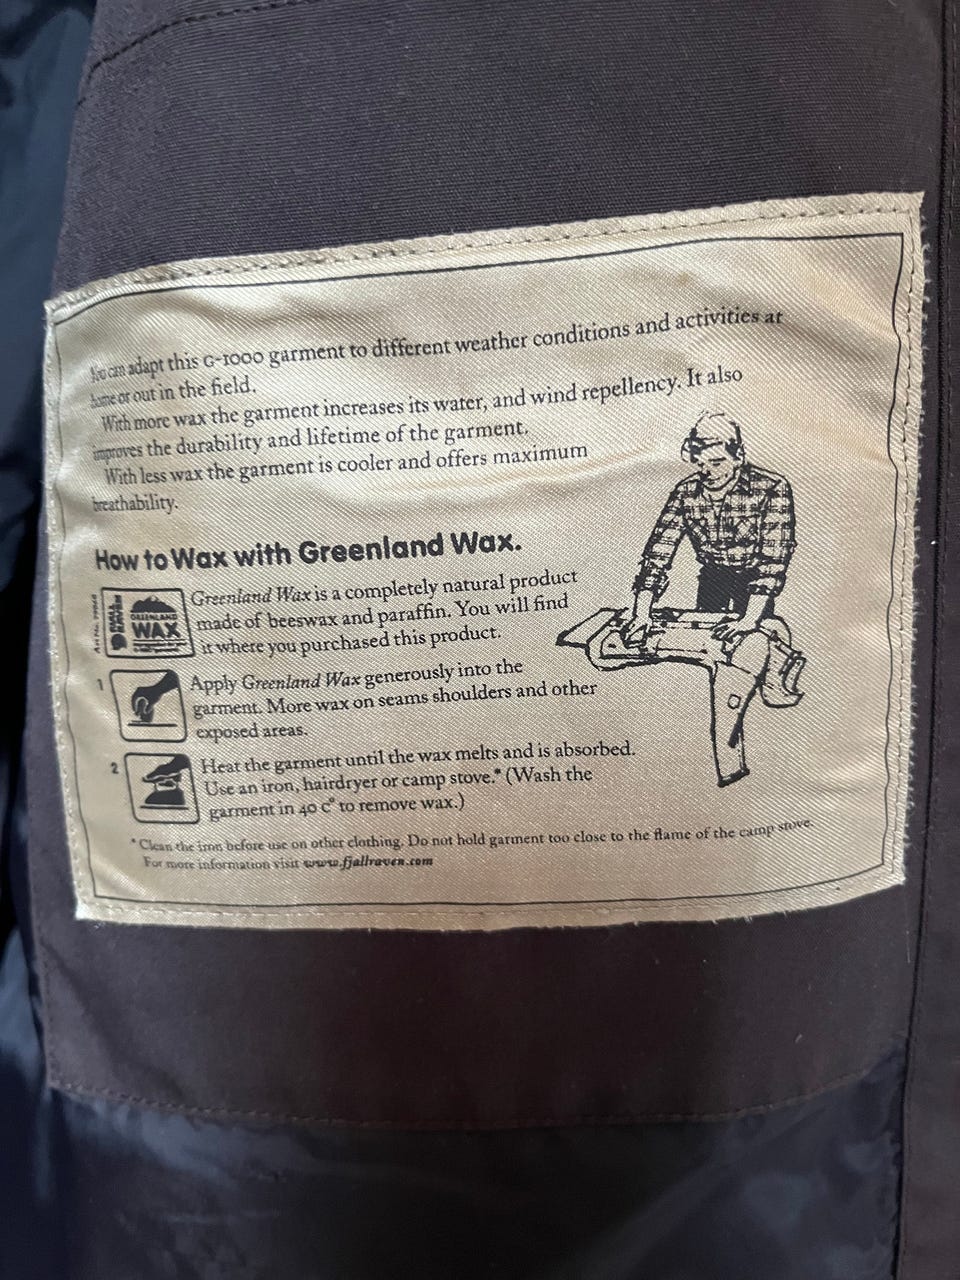 You can adapt this G-1000 garment to different weather conditions and activities at
home or out in the field.
With more wax the garment increases its water, and wind repellency. It also
improves the durability and lifetime of the garment.
With less wax the garment is cooler and offers maximum
breathability.
How to Wax with Greenland Wax.
GREENLAND
WAX
Greenland Wax is a completely natural product
made of beeswax and paraffin. You will find
it where you purchased this product.
1
Apply Greenland Wax generously into the
garment. More wax on seams shoulders and other
exposed areas.
2
Heat the garment until the wax melts and is absorbed.
Use an iron, hairdryer or camp stove.* (Wash the
garment in 40 c° to remove wax.)
* Clean the iron before use on other clothing. Do not hold garment too close to the flame of the camp stove.
For more information visit www.fjallraven.com